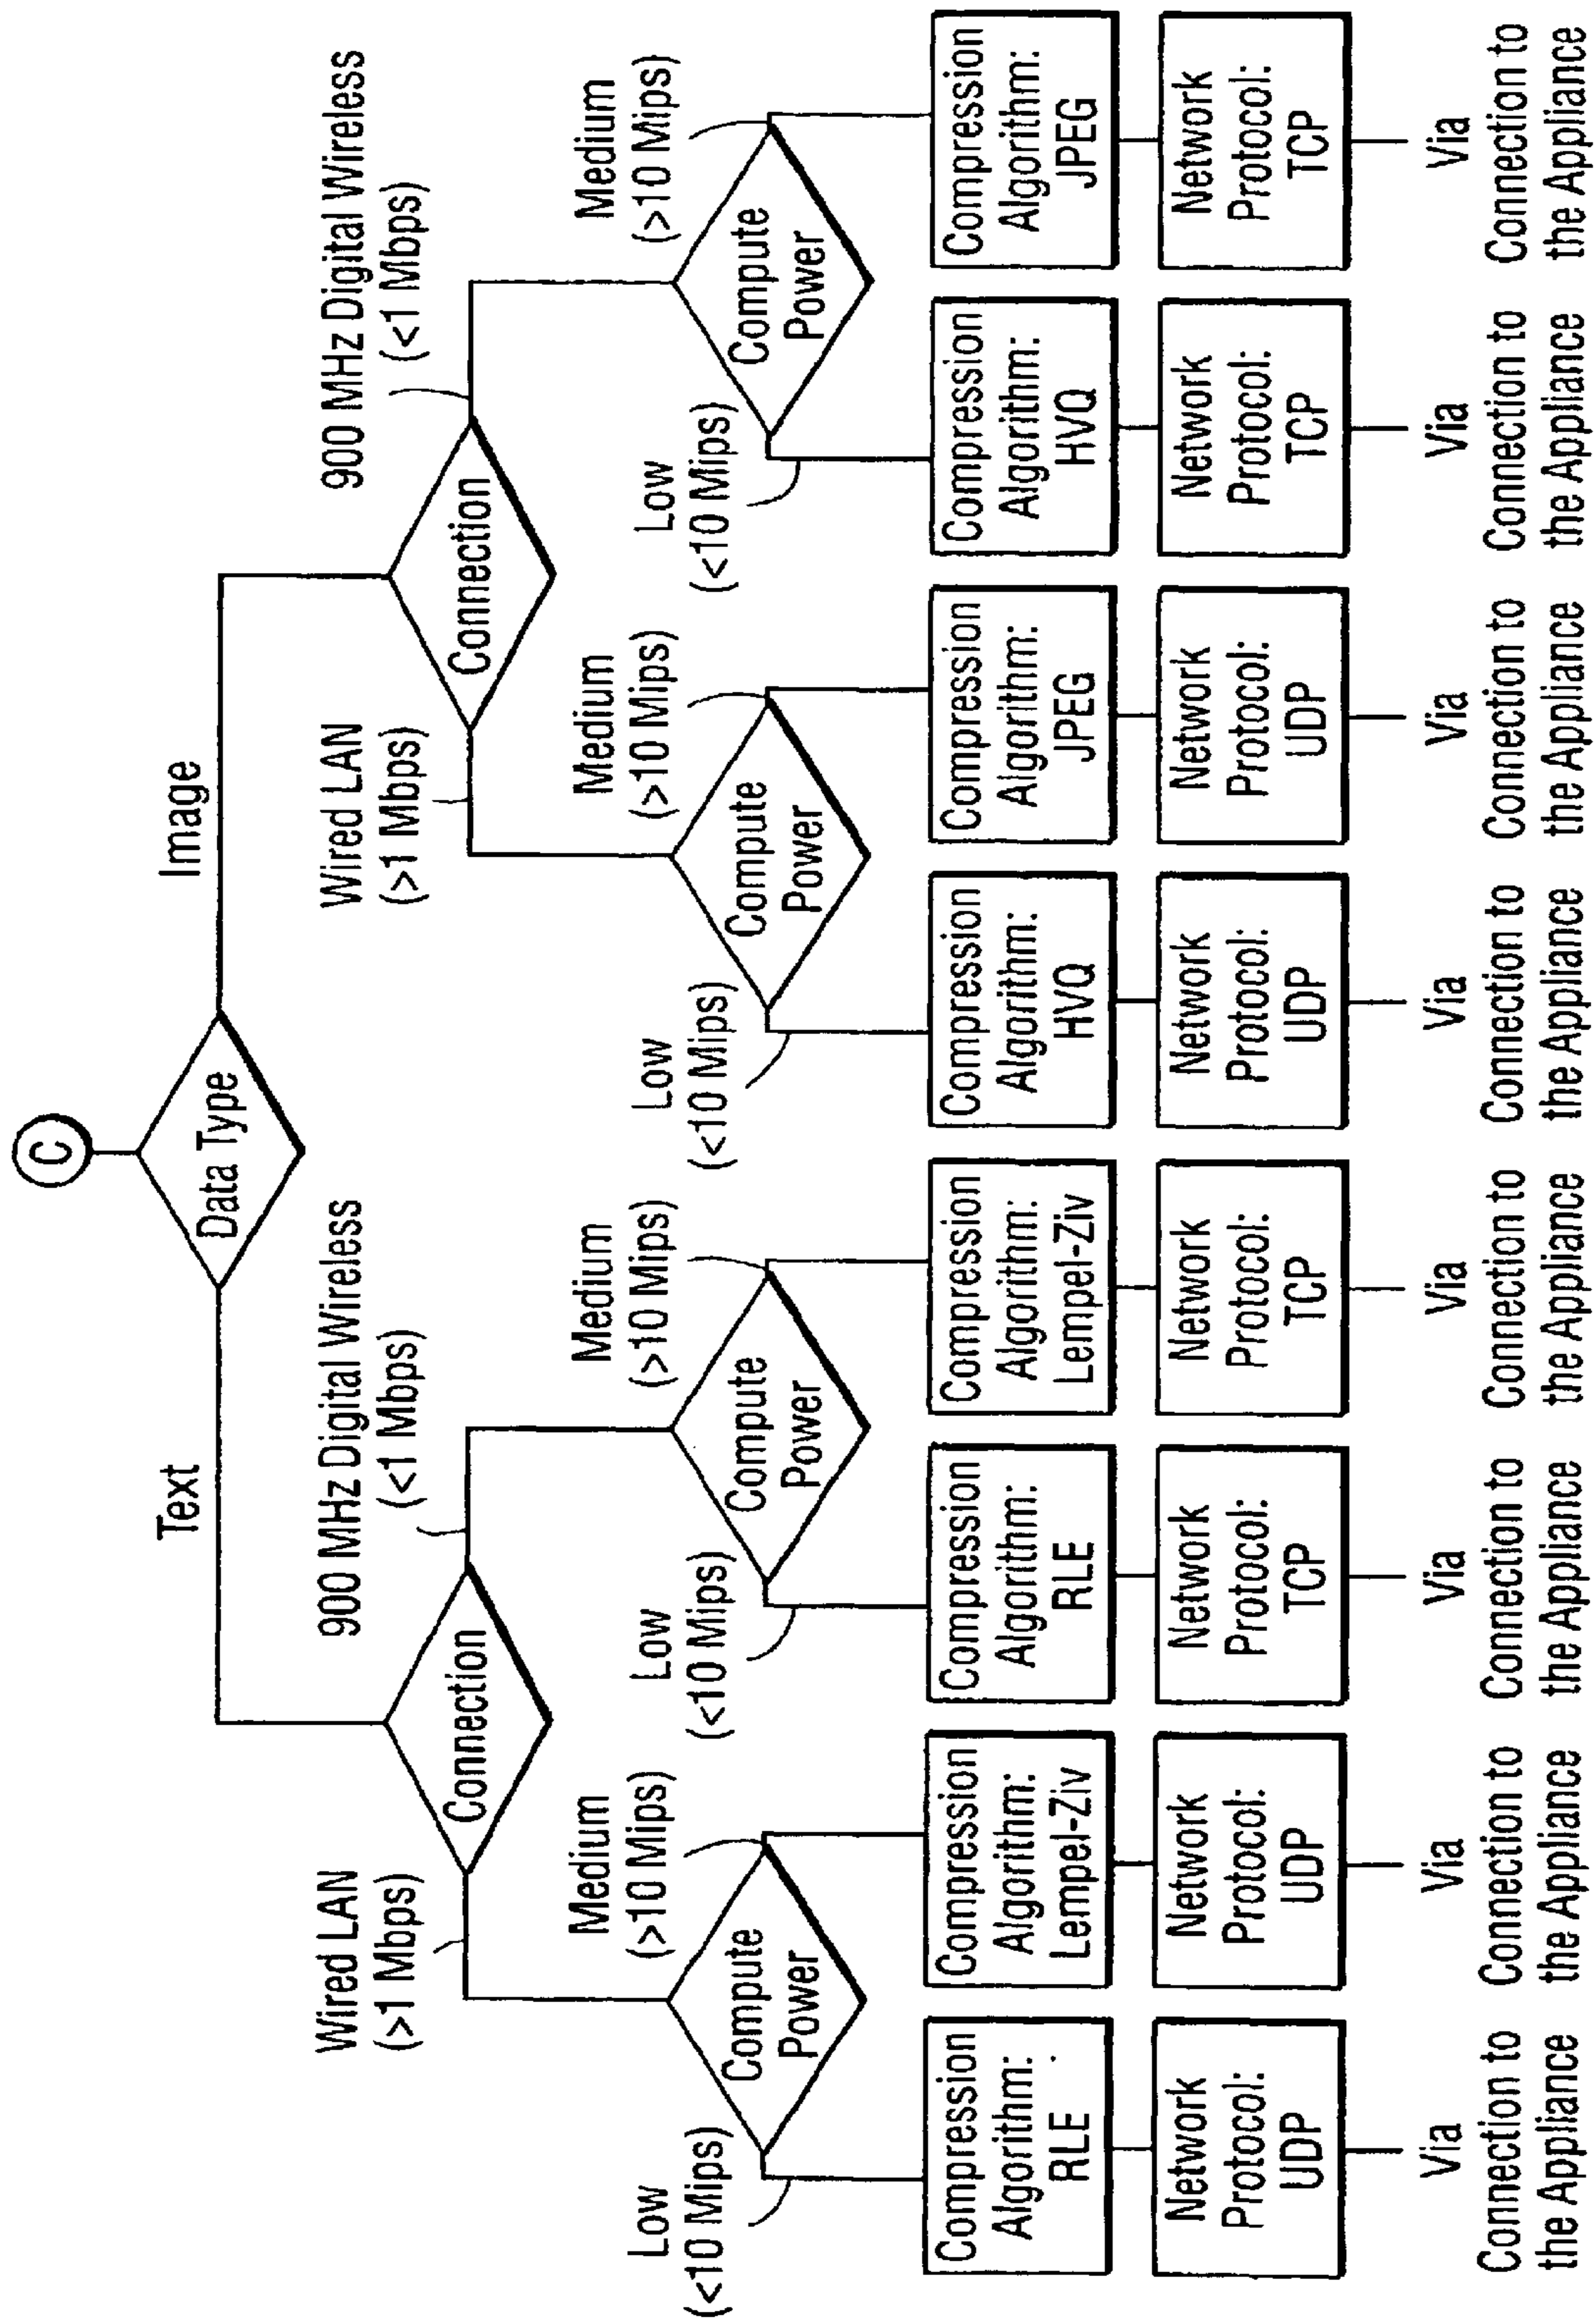 C
Data Type
Text
Image
Connection
Wired LAN
(>1 Mbps)
900 MHz Digital Wireless
(<1 Mbps)
Connection
Wired LAN
(>1 Mbps)
900 MHz Digital Wireless
(<1 Mbps)
Compute
Power
Low
(<10 Mips)
Medium
(>10 Mips)
Compute
Power
Low
(<10 Mips)
Medium
(>10 Mips)
Compute
Power
Low
(<10 Mips)
Medium
(>10 Mips)
Compute
Power
Low
(<10 Mips)
Medium
(>10 Mips)
Compression
Algorithm:
RLE
Network
Protocol:
UDP
Via
Connection to
the Appliance
Compression
Algorithm:
Lempel-Ziv
Network
Protocol:
UDP
Via
Connection to
the Appliance
Compression
Algorithm:
RLE
Network
Protocol:
TCP
Via
Connection to
the Appliance
Compression
Algorithm:
Lempel-Ziv
Network
Protocol:
TCP
Via
Connection to
the Appliance
Compression
Algorithm:
HVQ
Network
Protocol:
UDP
Via
Connection to
the Appliance
Compression
Algorithm:
JPEG
Network
Protocol:
UDP
Via
Connection to
the Appliance
Compression
Algorithm:
HVQ
Network
Protocol:
TCP
Via
Connection to
the Appliance
Compression
Algorithm:
JPEG
Network
Protocol:
TCP
Via
Connection to
the Appliance